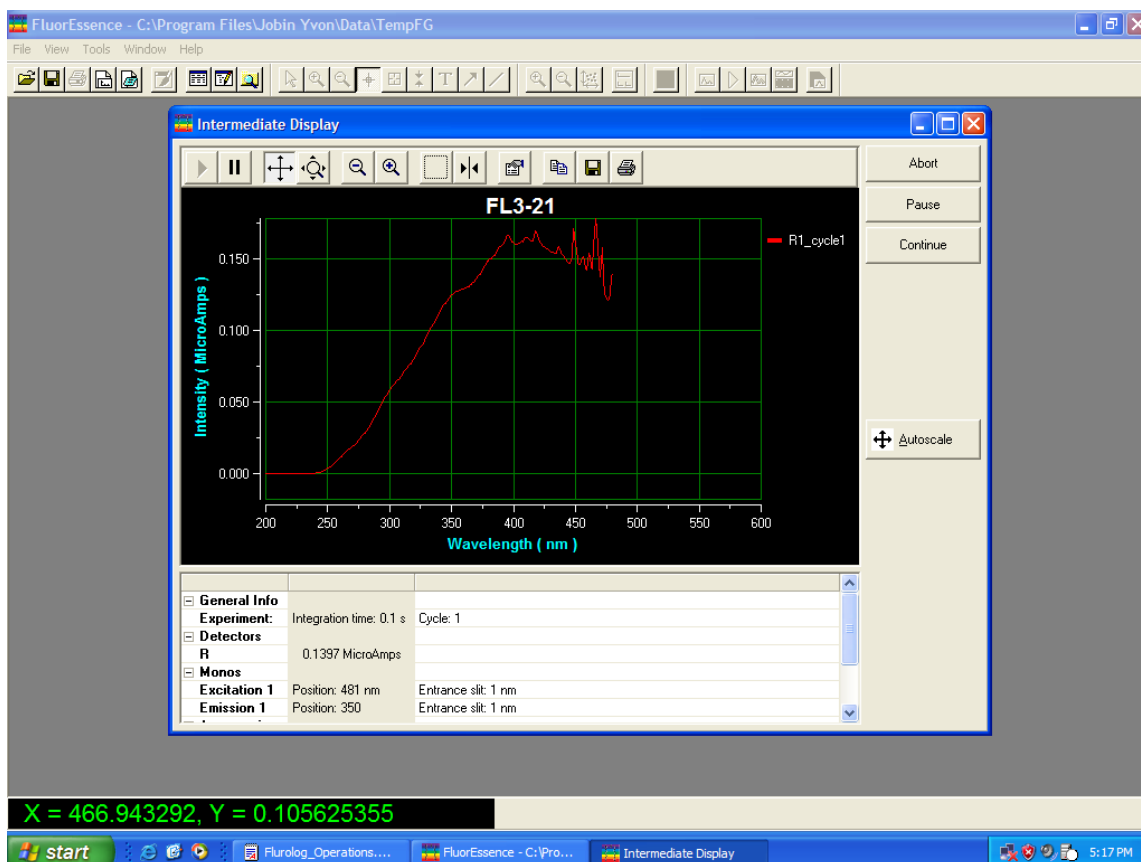 FluorEssence - C:\Program Files\Jobin Yvon\Data\TempFG
File View Tools Window Help
Intermediate Display
Abort
Pause
Continue
Autoscale
FL3-21
R1_cycle1
Intensity ( MicroAmps )
0.150
0.100
0.050
0.000
200 250 300 350 400 450 500 550 600
Wavelength ( nm )
General Info
Experiment: Integration time: 0.1 s Cycle: 1
Detectors
R 0.1397 MicroAmps
Monos
Excitation 1 Position: 481 nm Entrance slit: 1 nm
Emission 1 Position: 350 Entrance slit: 1 nm
X = 466.943292, Y = 0.105625355
start Flurolog_Operations.... FluorEssence - C:\Pro... Intermediate Display 5:17 PM